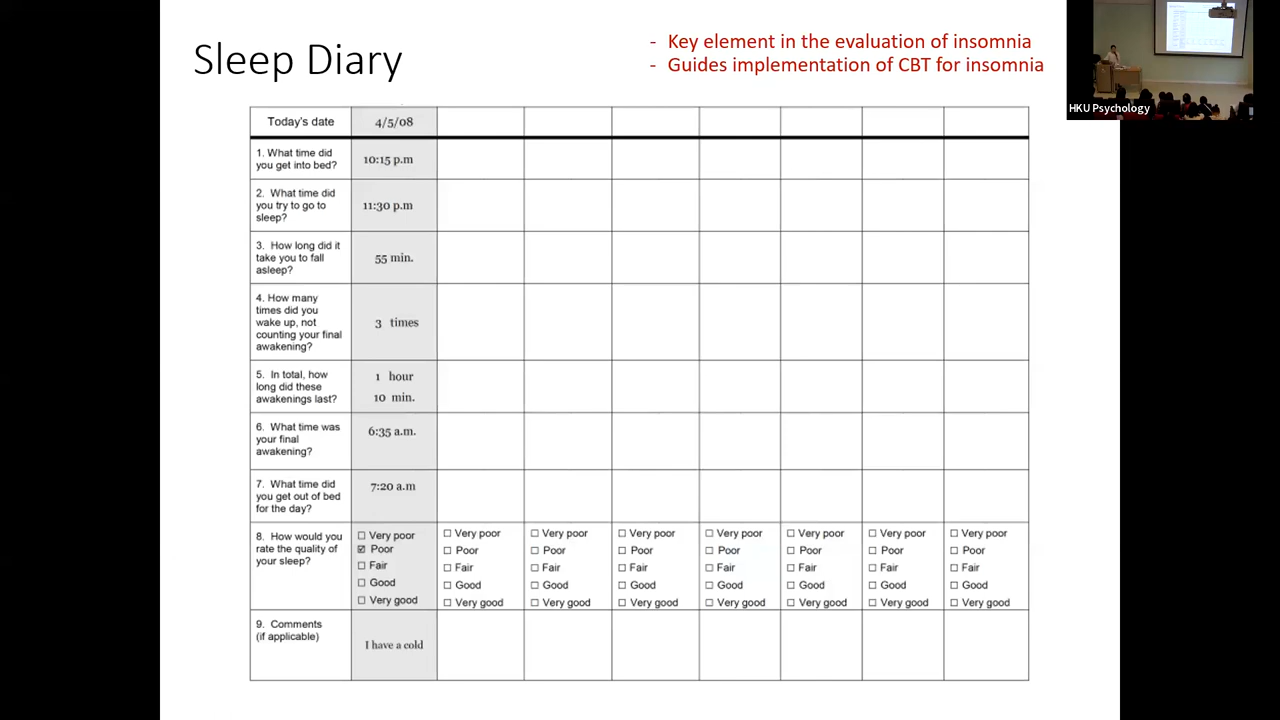 Sleep Diary
- Key element in the evaluation of insomnia
- Guides implementation of CBT for insomnia
HKU Psychology
Today's date 4/5/08
1. What time did
you get into bed?
10:15 p.m
2. What time did
you try to go to
sleep?
11:30 p.m
3. How long did it
take you to fall
asleep?
55 min.
4. How many
times did you
wake up, not
counting your final
awakening?
3 times
5. In total, how
long did these
awakenings last?
1 hour
10 min.
6. What time was
your final
awakening?
6:35 a.m.
7. What time did
you get out of bed
for the day?
7:20 a.m
8. How would you
rate the quality of
your sleep?
☐ Very poor
☑ Poor
☐ Fair
☐ Good
☐ Very good
☐ Very poor
☐ Poor
☐ Fair
☐ Good
☐ Very good
☐ Very poor
☐ Poor
☐ Fair
☐ Good
☐ Very good
☐ Very poor
☐ Poor
☐ Fair
☐ Good
☐ Very good
☐ Very poor
☐ Poor
☐ Fair
☐ Good
☐ Very good
☐ Very poor
☐ Poor
☐ Fair
☐ Good
☐ Very good
☐ Very poor
☐ Poor
☐ Fair
☐ Good
☐ Very good
☐ Very poor
☐ Poor
☐ Fair
☐ Good
☐ Very good
9. Comments
(if applicable)
I have a cold